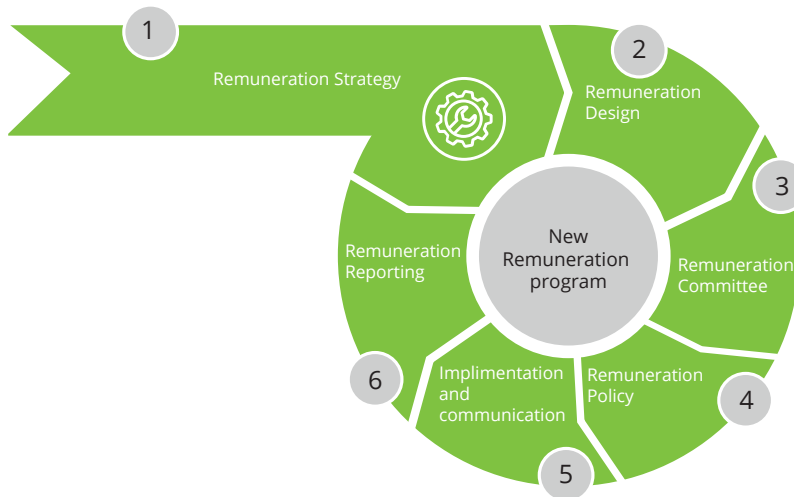 1
Remuneration Strategy
2
Remuneration
Design
3
Remuneration
Committee
4
Remuneration
Policy
5
Implimentation
and
communication
6
Remuneration
Reporting
New
Remuneration
program